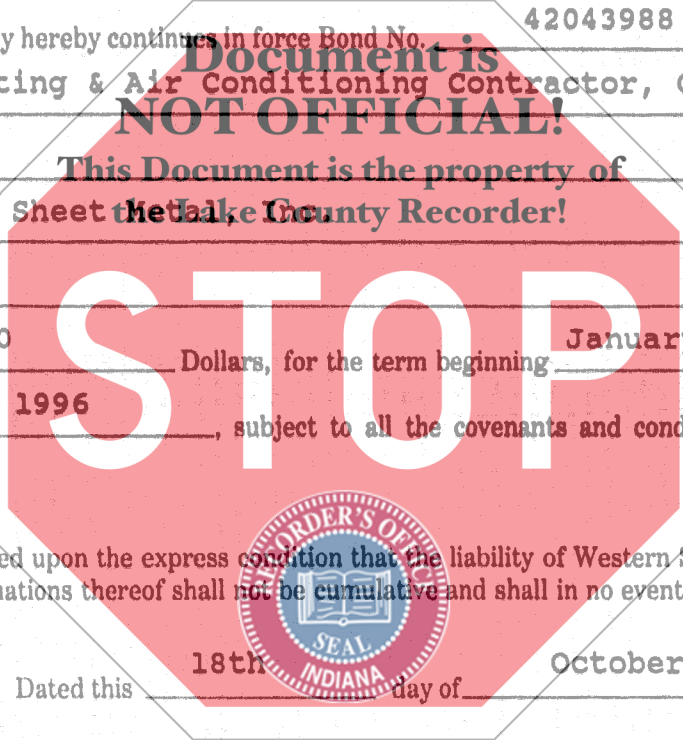 42043988
y hereby continues in force Bond No.
Document is
ting & Air Conditioning Contractor,
NOT OFFICIAL!
This Document is the property of
Sheet Metal, Inc.
the Lake County Recorder!
STOP
Dollars, for the term beginning January
1996
, subject to all the covenants and cond
ed upon the express condition that the liability of Western S
nations thereof shall not be cumulative and shall in no event
RECORDER'S OFFICE
SEAL
INDIANA
Dated this 18th day of October